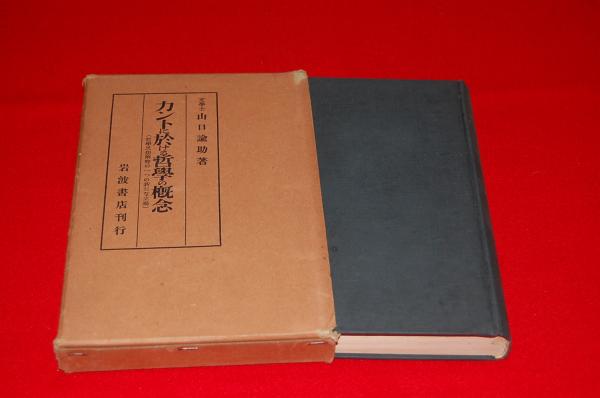 文學士 山口諭助著
カントに於ける哲學の概念
岩波書店刊行